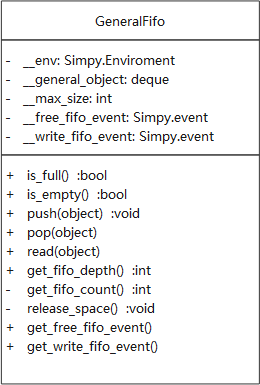 GeneralFifo
- __env: Simpy.Enviroment
- __general_object: deque
- __max_size: int
- __free_fifo_event: Simpy.event
- __write_fifo_event: Simpy.event
+ is_full() :bool
+ is_empty() :bool
+ push(object) :void
+ pop(object)
+ read(object)
+ get_fifo_depth() :int
- get_fifo_count() :int
- release_space() :void
+ get_free_fifo_event()
+ get_write_fifo_event()